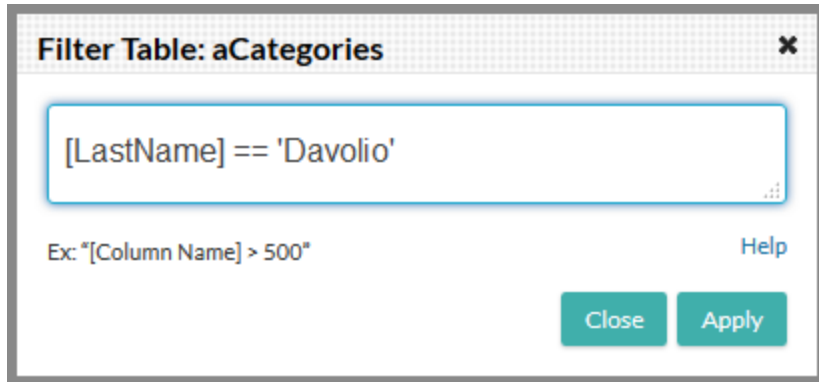 Filter Table: aCategories
[LastName] == 'Davolio'
Ex: “[Column Name] > 500”
Help
Close
Apply